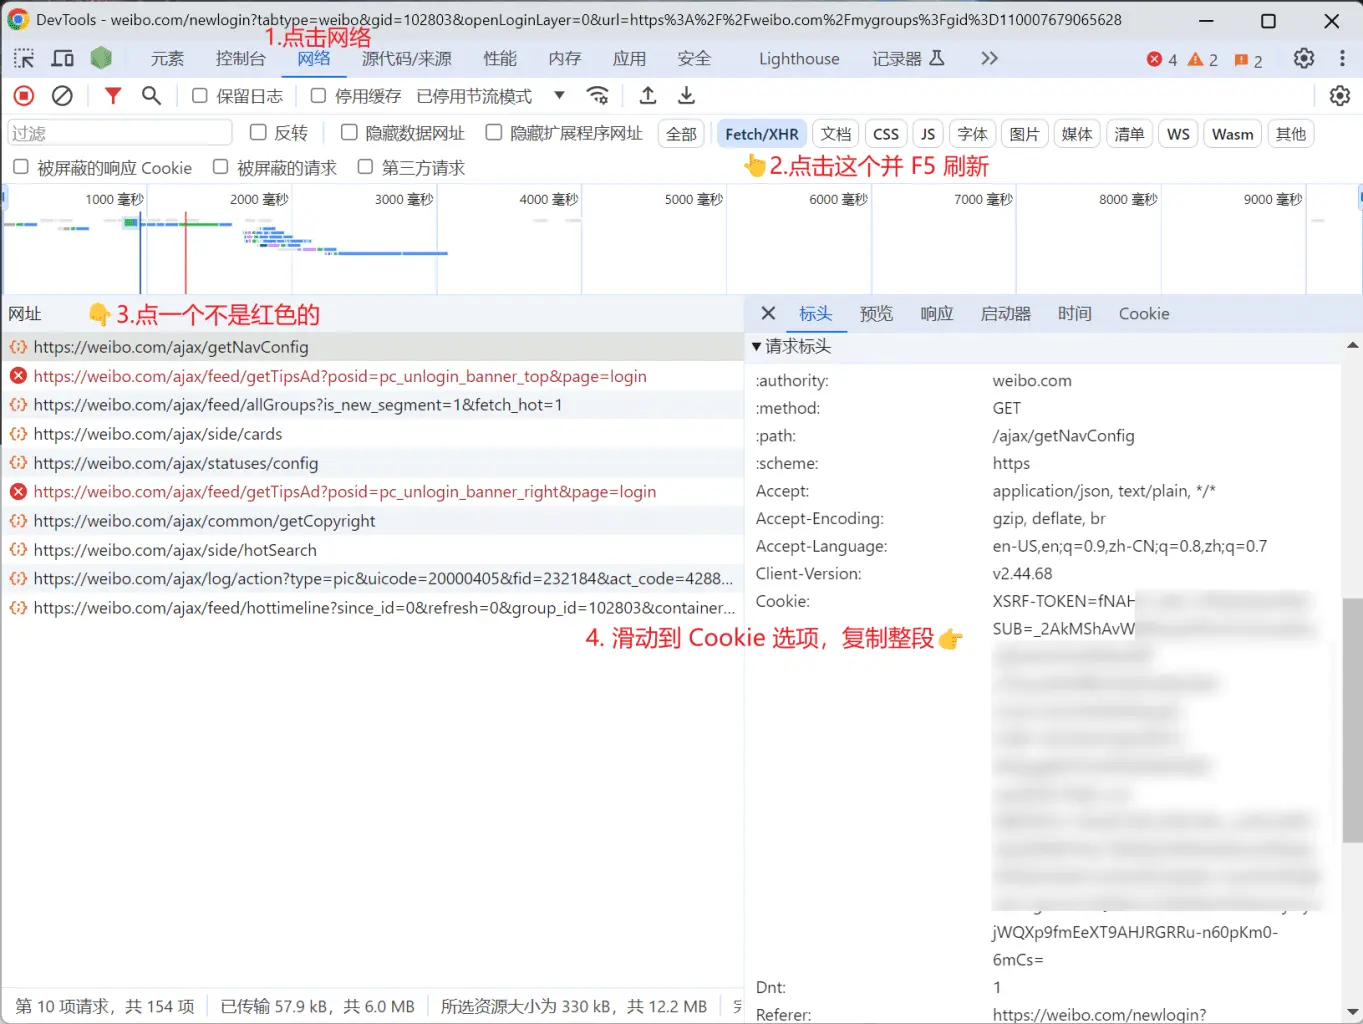 DevTools - weibo.com/newlogin?tabtype=weibo&gid=102803&openLoginLayer=0&url=https%3A%2F%2Fweibo.com%2Fmygroups%3Fgid%3D110007679065628
1.点击网络
元素 控制台 网络 源代码/来源 性能 内存 应用 安全 Lighthouse 记录器 4 2 2
保留日志 停用缓存 已停用节流模式
过滤 反转 隐藏数据网址 隐藏扩展程序网址 全部 Fetch/XHR 文档 CSS JS 字体 图片 媒体 清单 WS Wasm 其他
被屏蔽的响应 Cookie 被屏蔽的请求 第三方请求
👆2.点击这个并 F5 刷新
1000 毫秒 2000 毫秒 3000 毫秒 4000 毫秒 5000 毫秒 6000 毫秒 7000 毫秒 8000 毫秒 9000 毫秒
网址
👇3.点一个不是红色的
https://weibo.com/ajax/getNavConfig
https://weibo.com/ajax/feed/getTipsAd?posid=pc_unlogin_banner_top&page=login
https://weibo.com/ajax/feed/allGroups?is_new_segment=1&fetch_hot=1
https://weibo.com/ajax/side/cards
https://weibo.com/ajax/statuses/config
https://weibo.com/ajax/feed/getTipsAd?posid=pc_unlogin_banner_right&page=login
https://weibo.com/ajax/common/getCopyright
https://weibo.com/ajax/side/hotSearch
https://weibo.com/ajax/log/action?type=pic&uicode=20000405&fid=232184&act_code=4288...
https://weibo.com/ajax/feed/hottimeline?since_id=0&refresh=0&group_id=102803&container...
4. 滑动到 Cookie 选项，复制整段👉
标头 预览 响应 启动器 时间 Cookie
请求标头
:authority: weibo.com
:method: GET
:path: /ajax/getNavConfig
:scheme: https
Accept: application/json, text/plain, */*
Accept-Encoding: gzip, deflate, br
Accept-Language: en-US,en;q=0.9,zh-CN;q=0.8,zh;q=0.7
Client-Version: v2.44.68
Cookie: XSRF-TOKEN=fNAH
SUB=_2AkMShAvW
jWQXp9fmEeXT9AHJRGRRu-n60pKm0-
6mCs=
Dnt: 1
Referer: https://weibo.com/newlogin?
第 10 项请求，共 154 项 已传输 57.9 kB，共 6.0 MB 所选资源大小为 330 kB，共 12.2 MB